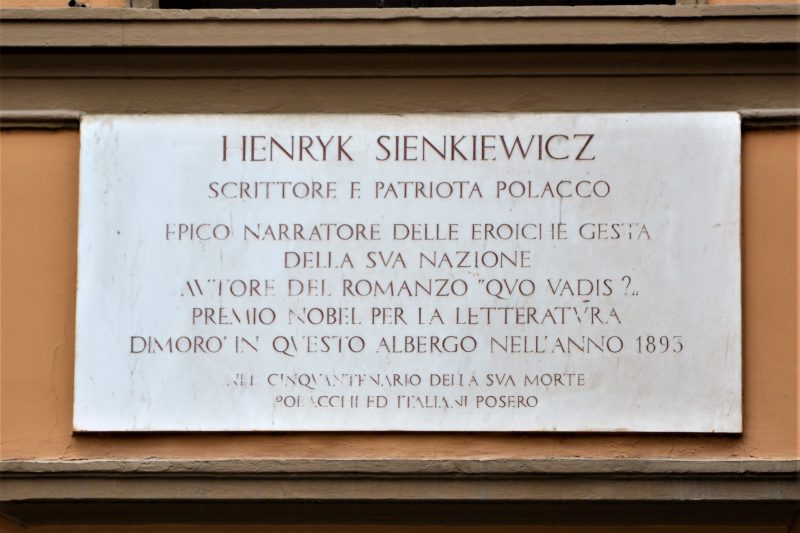 HENRYK SIENKIEWICZ
SCRITTORE E PATRIOTA POLACCO
EPICO NARRATORE DELLE EROICHE GESTA
DELLA SVA NAZIONE
AVTORE DEL ROMANZO "QVO VADIS ?„
PREMIO NOBEL PER LA LETTERATVRA
DIMORO' IN QVESTO ALBERGO NELL'ANNO 1893
NEL CINQVANTENARIO DELLA SVA MORTE
POLACCHI ED ITALIANI POSERO